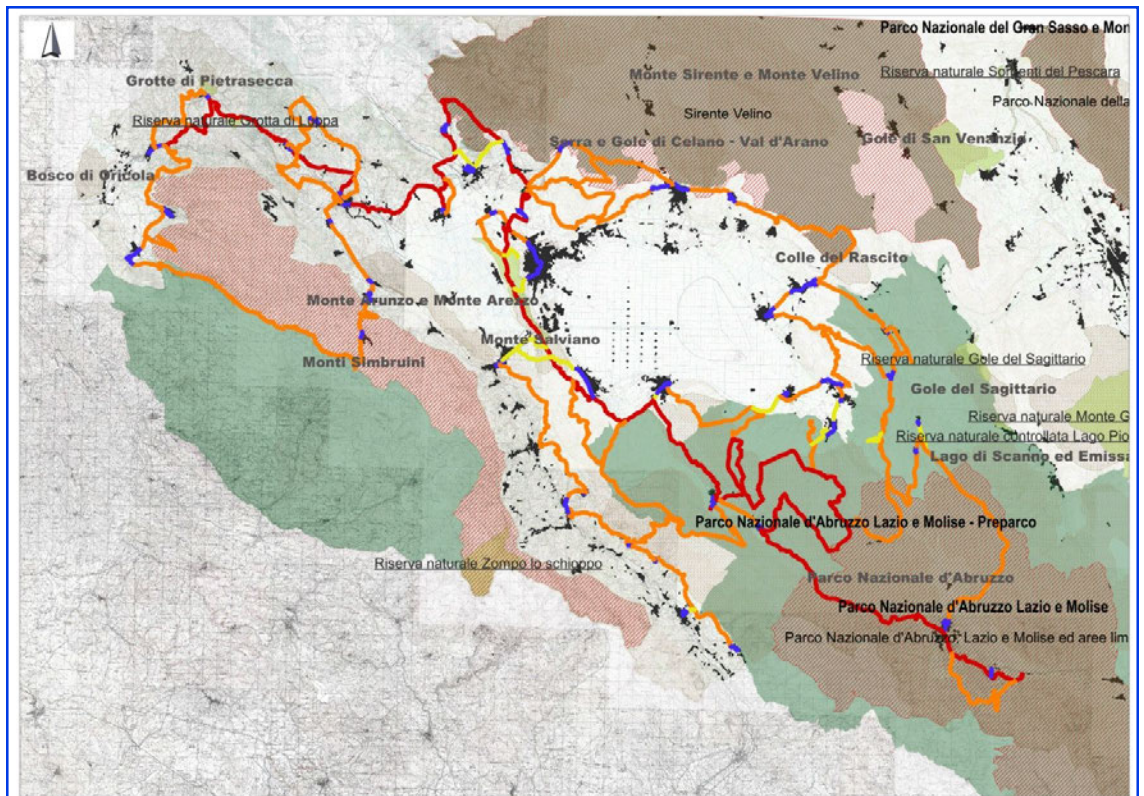 Parco Nazionale del Gran Sasso e Mon
Grotte di Pietrasecca
Monte Sirente e Monte Velino
Riserva naturale Sorgenti del Pescara
Parco Nazionale della
Sirente Velino
Riserva naturale Grotta di Luppa
Serra e Gole di Celano - Val d'Arano
Gole di San Venanzio
Bosco di Oricola
Colle del Rascito
Monte Arunzo e Monte Arezzo
Monte Salviano
Monti Simbruini
Riserva naturale Gole del Sagittario
Gole del Sagittario
Riserva naturale Monte G
Riserva naturale controllata Lago Pio
Lago di Scanno ed Emissa
Parco Nazionale d'Abruzzo Lazio e Molise - Preparco
Riserva naturale Zompo lo schioppo
Parco Nazionale d'Abruzzo
Parco Nazionale d'Abruzzo Lazio e Molise
Parco Nazionale d'Abruzzo, Lazio e Molise ed aree lim